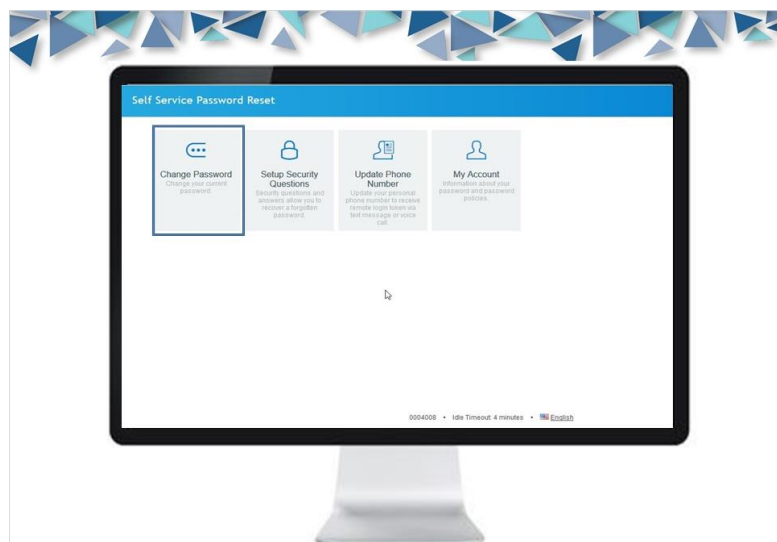 Self Service Password Reset
Change Password
Change your current
password.
Setup Security
Questions
Security questions and
answers allow you to
recover a forgotten
password.
Update Phone
Number
Update your personal
phone number to receive
remote login token via
text message or voice
call.
My Account
Information about your
password and password
policies.
0004008 • Idle Timeout: 4 minutes • English